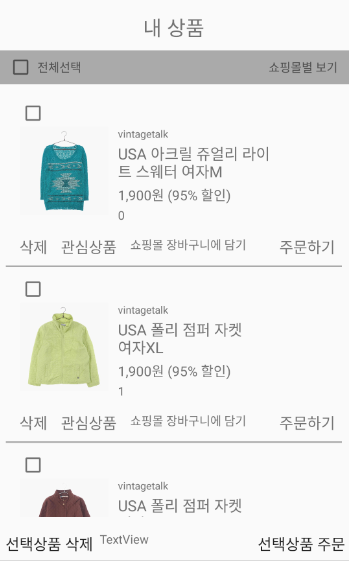 내 상품
전체선택 쇼핑몰별 보기
vintagetalk
USA 아크릴 쥬얼리 라이
트 스웨터 여자M
1,900원 (95% 할인)
0
삭제 관심상품 쇼핑몰 장바구니에 담기 주문하기
vintagetalk
USA 폴리 점퍼 자켓
여자XL
1,900원 (95% 할인)
1
삭제 관심상품 쇼핑몰 장바구니에 담기 주문하기
vintagetalk
USA 폴리 점퍼 자켓
선택상품 삭제 TextView 선택상품 주문